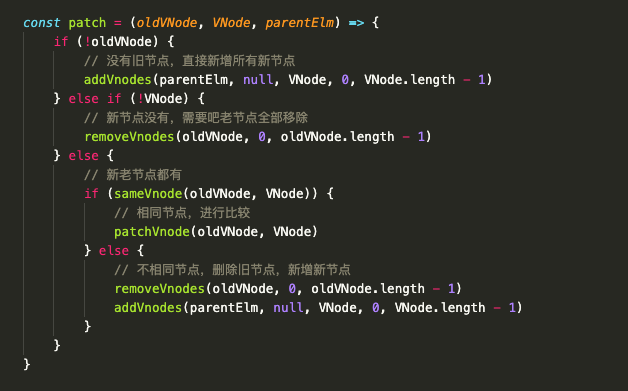 const patch = (oldVNode, VNode, parentElm) => {
    if (!oldVNode) {
        // 没有旧节点，直接新增所有新节点
        addVnodes(parentElm, null, VNode, 0, VNode.length - 1)
    } else if (!VNode) {
        // 新节点没有，需要吧老节点全部移除
        removeVnodes(oldVNode, 0, oldVNode.length - 1)
    } else {
        // 新老节点都有
        if (sameVnode(oldVNode, VNode)) {
            // 相同节点，进行比较
            patchVnode(oldVNode, VNode)
        } else {
            // 不相同节点，删除旧节点，新增新节点
            removeVnodes(oldVNode, 0, oldVNode.length - 1)
            addVnodes(parentElm, null, VNode, 0, VNode.length - 1)
        }
    }
}